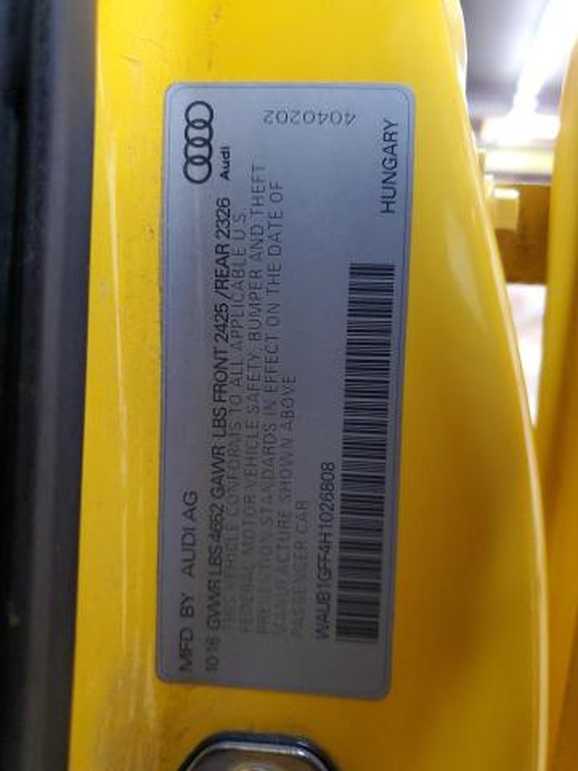 Audi
MFD BY AUDI AG
10/16 GVWR LBS 4652 GAWR LBS FRONT 2425 /REAR 2326
THIS VEHICLE CONFORMS TO ALL APPLICABLE U.S.
FEDERAL MOTOR VEHICLE SAFETY, BUMPER AND THEFT
PREVENTION STANDARDS IN EFFECT ON THE DATE OF
MANUFACTURE SHOWN ABOVE
PASSENGER CAR
WAUB1GFF4H1026808
HUNGARY
4040202